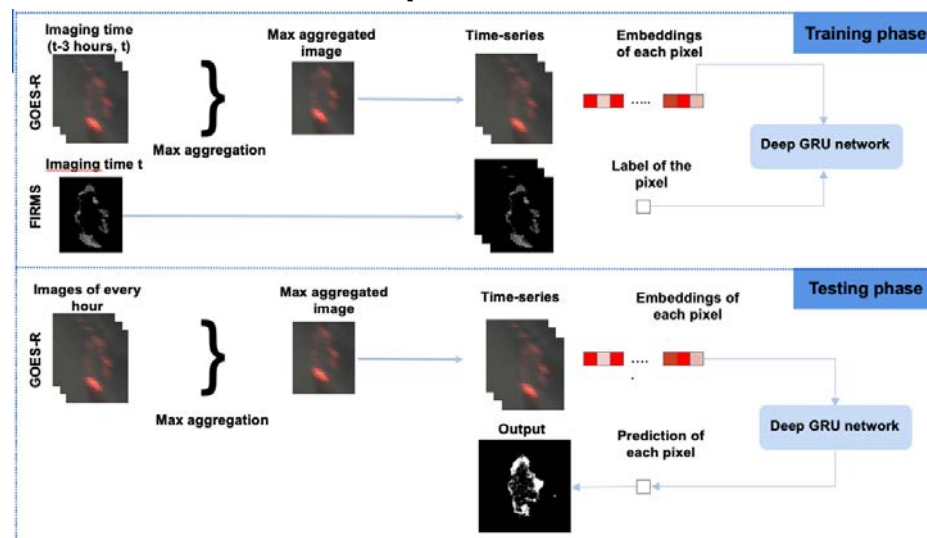 Imaging time
(t-3 hours, t)
Max aggregated
image
Time-series
Embeddings
of each pixel
Training phase
GOES-R
Max aggregation
Deep GRU network
Imaging time t
Label of the
pixel
FIRMS
Images of every
hour
Max aggregated
image
Time-series
Embeddings of
each pixel
Testing phase
GOES-R
Max aggregation
Output
Prediction of
each pixel
Deep GRU network